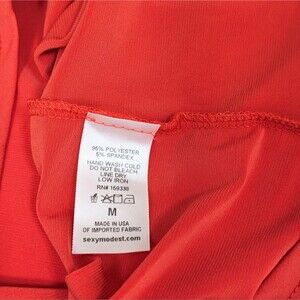 95% POLYESTER
5% SPANDEX
HAND WASH COLD
DO NOT BLEACH
LINE DRY
LOW IRON
RN# 159330
M
MADE IN USA
OF IMPORTED FABRIC
sexymodest.com